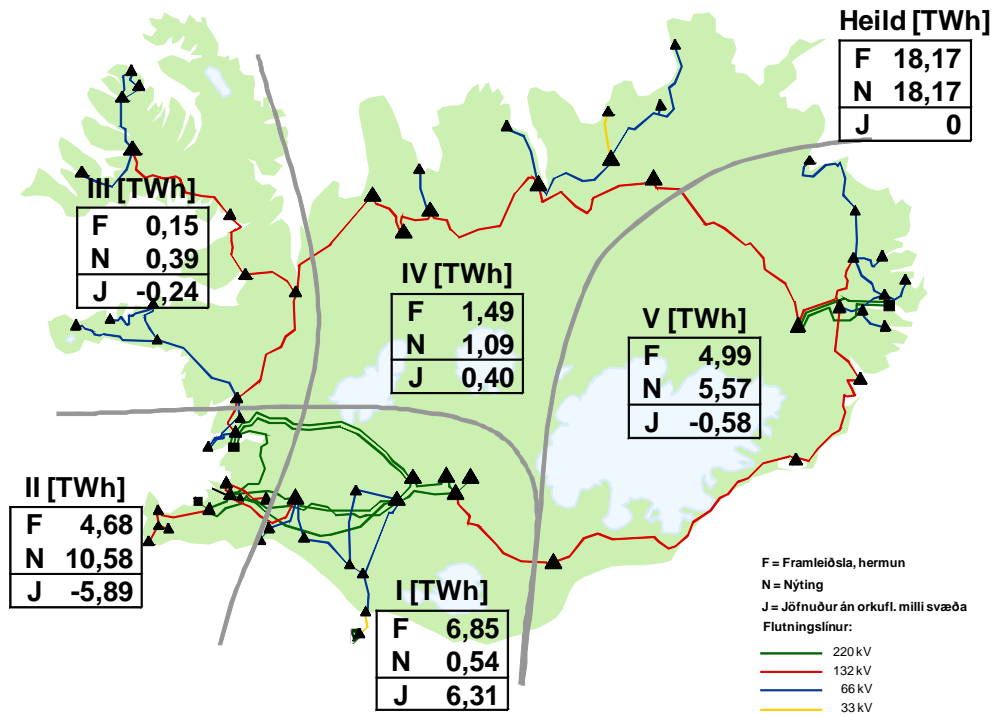 Heild [TWh]
F 18,17
N 18,17
J 0
III [TWh]
F 0,15
N 0,39
J -0,24
IV [TWh]
F 1,49
N 1,09
J 0,40
V [TWh]
F 4,99
N 5,57
J -0,58
II [TWh]
F 4,68
N 10,58
J -5,89
I [TWh]
F 6,85
N 0,54
J 6,31
F = Framleiðsla, hermun
N = Nýting
J = Jöfnuður án orkufl. milli svæða
Flutningslínur:
220 kV
132 kV
66 kV
33 kV